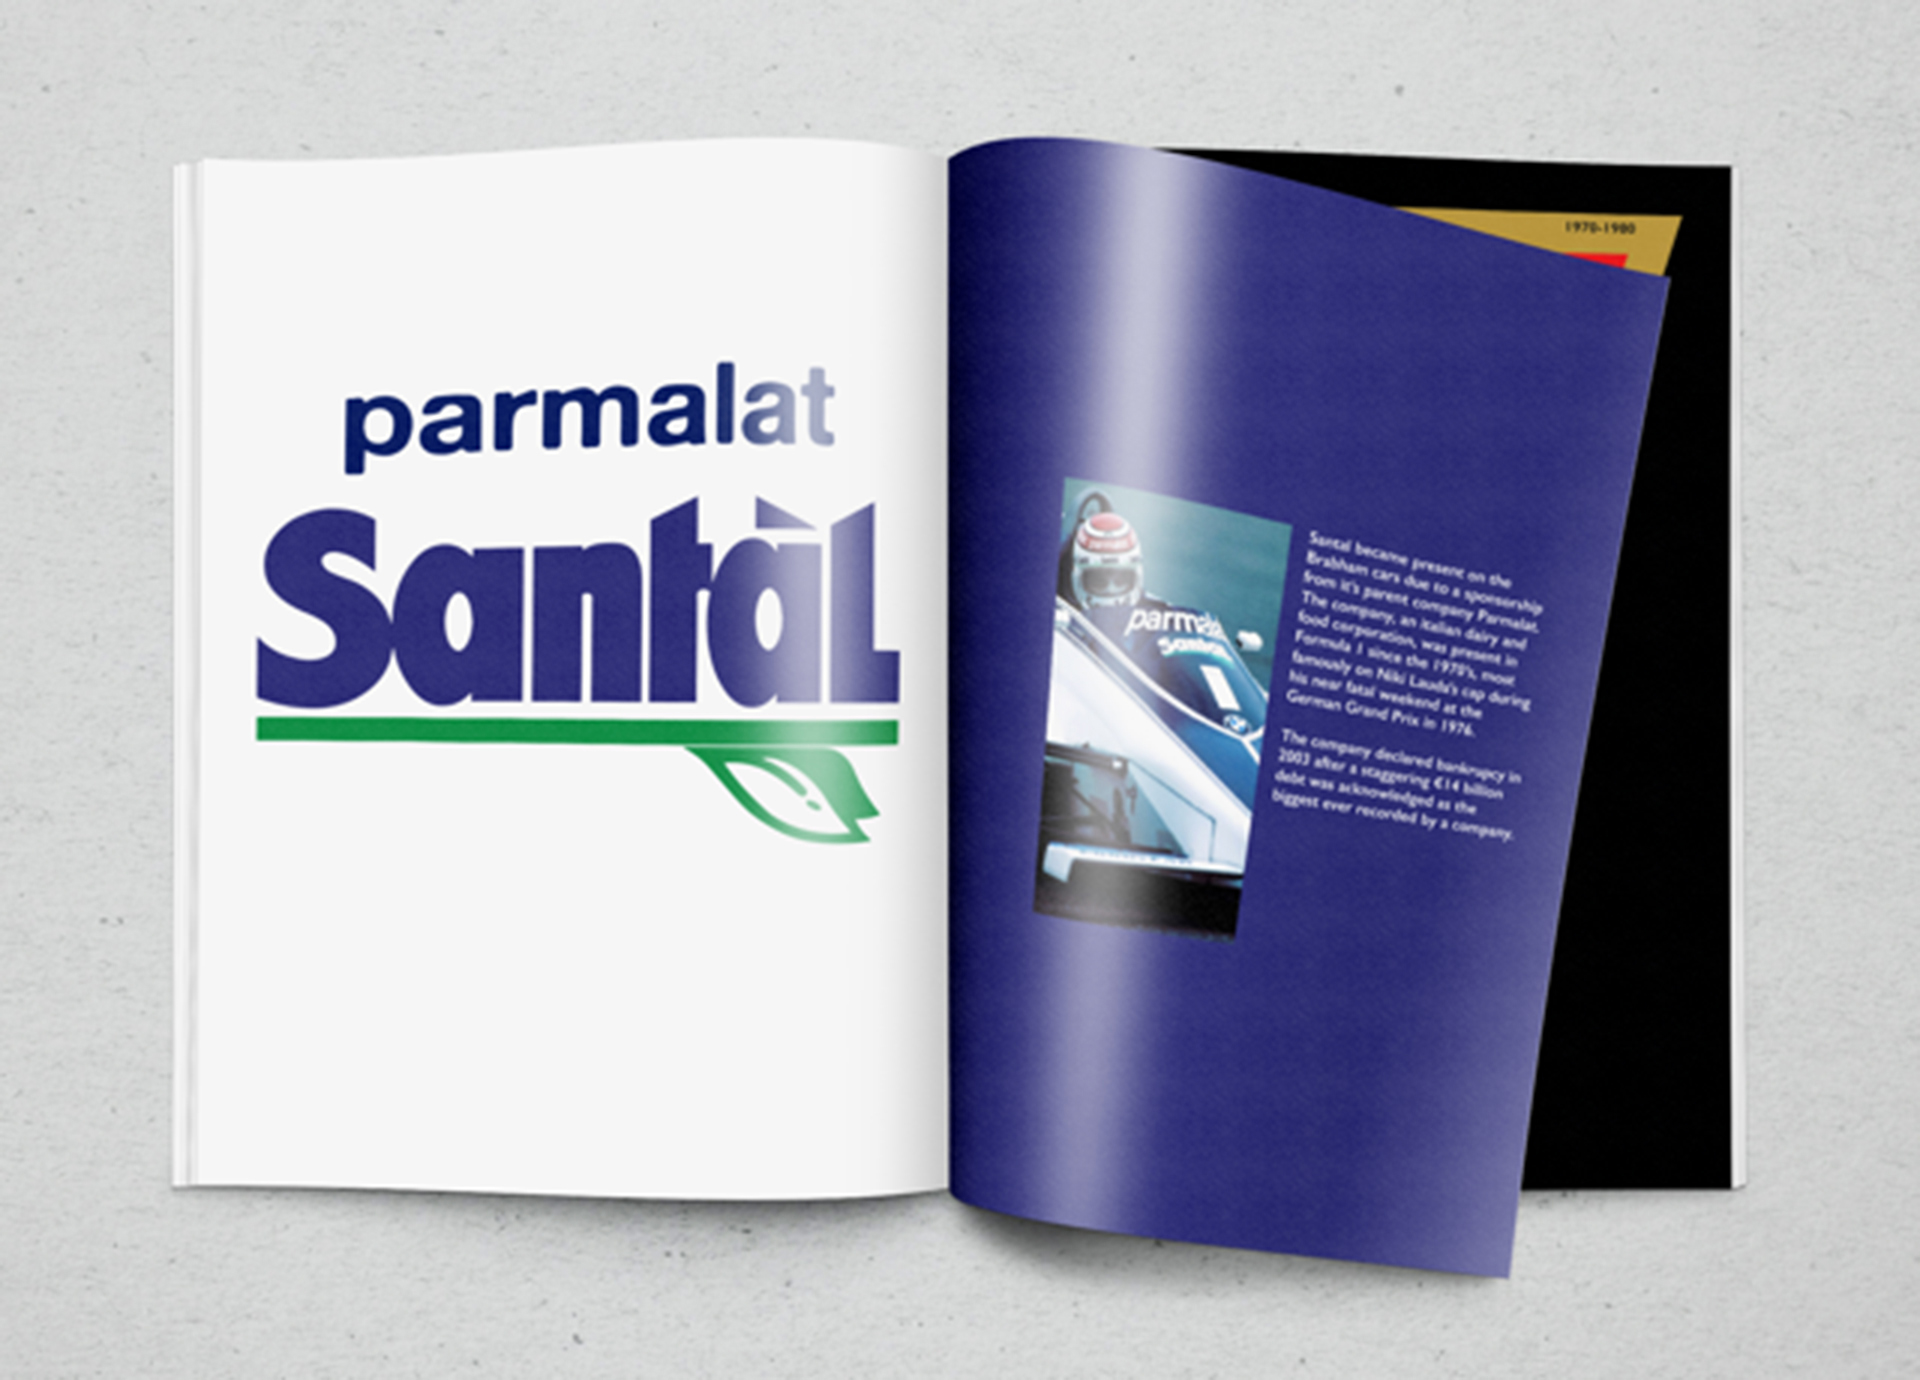 parmalat
Santàl
1970-1980
parmalat
Santàl
Santal became present on the
Brabham cars due to a sponsorship
from it's parent company Parmalat.
The company, an italian dairy and
food corporation, was present in
Formula 1 since the 1970's, most
famously on Niki Lauda's cap during
his near fatal weekend at the
German Grand Prix in 1976.
The company declared bankrupcy in
2003 after a staggering €14 billion
debt was acknowledged as the
biggest ever recorded by a company.